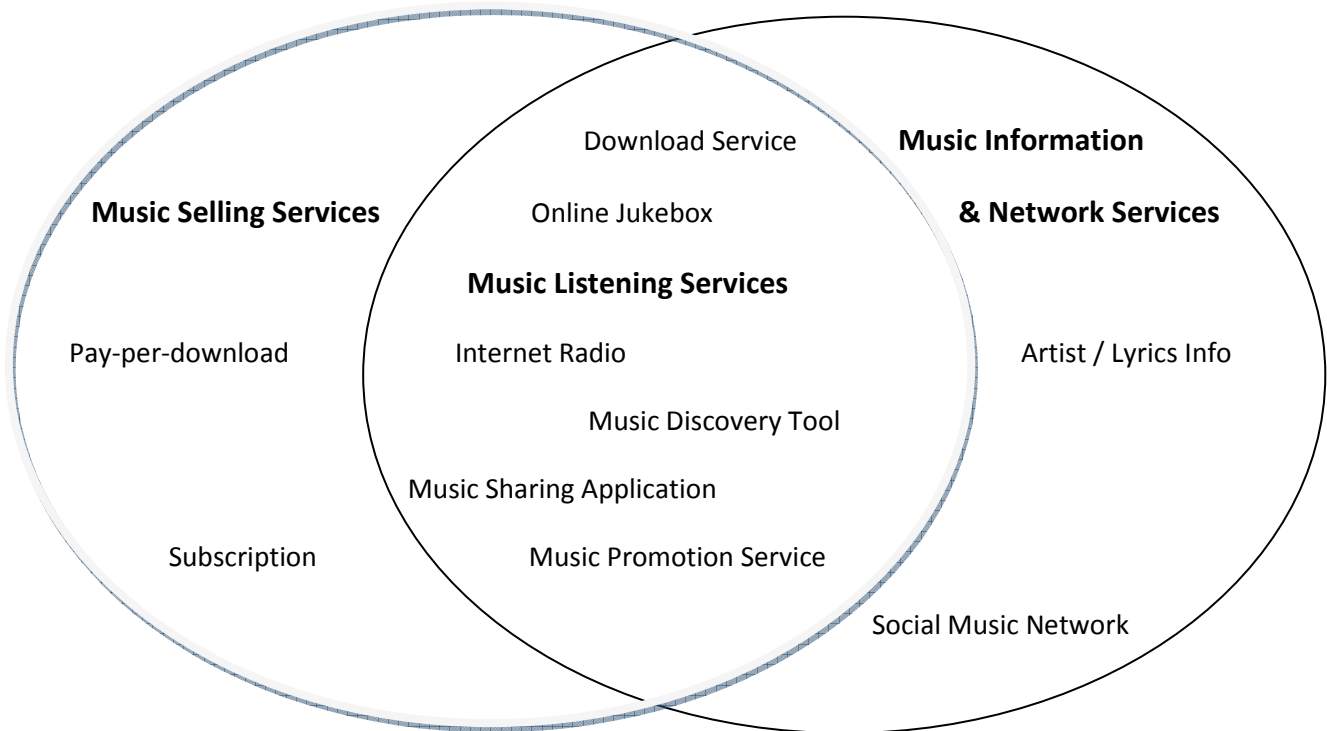 Download Service
Music Information
Music Selling Services
Online Jukebox
& Network Services
Music Listening Services
Pay-per-download
Internet Radio
Artist / Lyrics Info
Music Discovery Tool
Music Sharing Application
Subscription
Music Promotion Service
Social Music Network